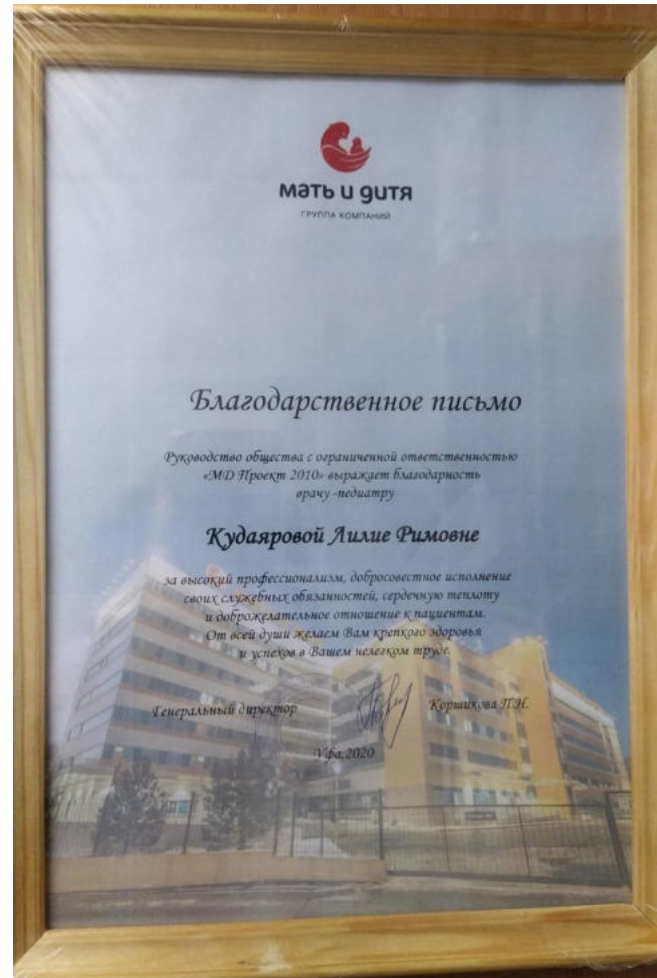 мать и дитя
ГРУППА КОМПАНИЙ
Благодарственное письмо
Руководство общества с ограниченной ответственностью
«МД Проект 2010» выражает благодарность
врачу -педиатру
Кудаяровой Лилие Римовне
за высокий профессионализм, добросовестное исполнение
своих служебных обязанностей, сердечную теплоту
и доброжелательное отношение к пациентам.
От всей души желаем Вам крепкого здоровья
и успехов в Вашем нелегком труде.
Генеральный директор Коршикова П.Н.
Уфа,2020